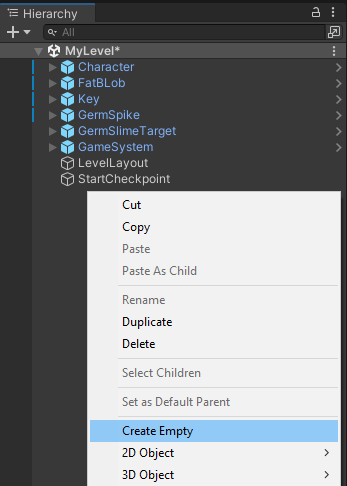 Hierarchy
All
MyLevel*
Character
FatBLob
Key
GermSpike
GermSlimeTarget
GameSystem
LevelLayout
StartCheckpoint
Cut
Copy
Paste
Paste As Child
Rename
Duplicate
Delete
Select Children
Set as Default Parent
Create Empty
2D Object
3D Object